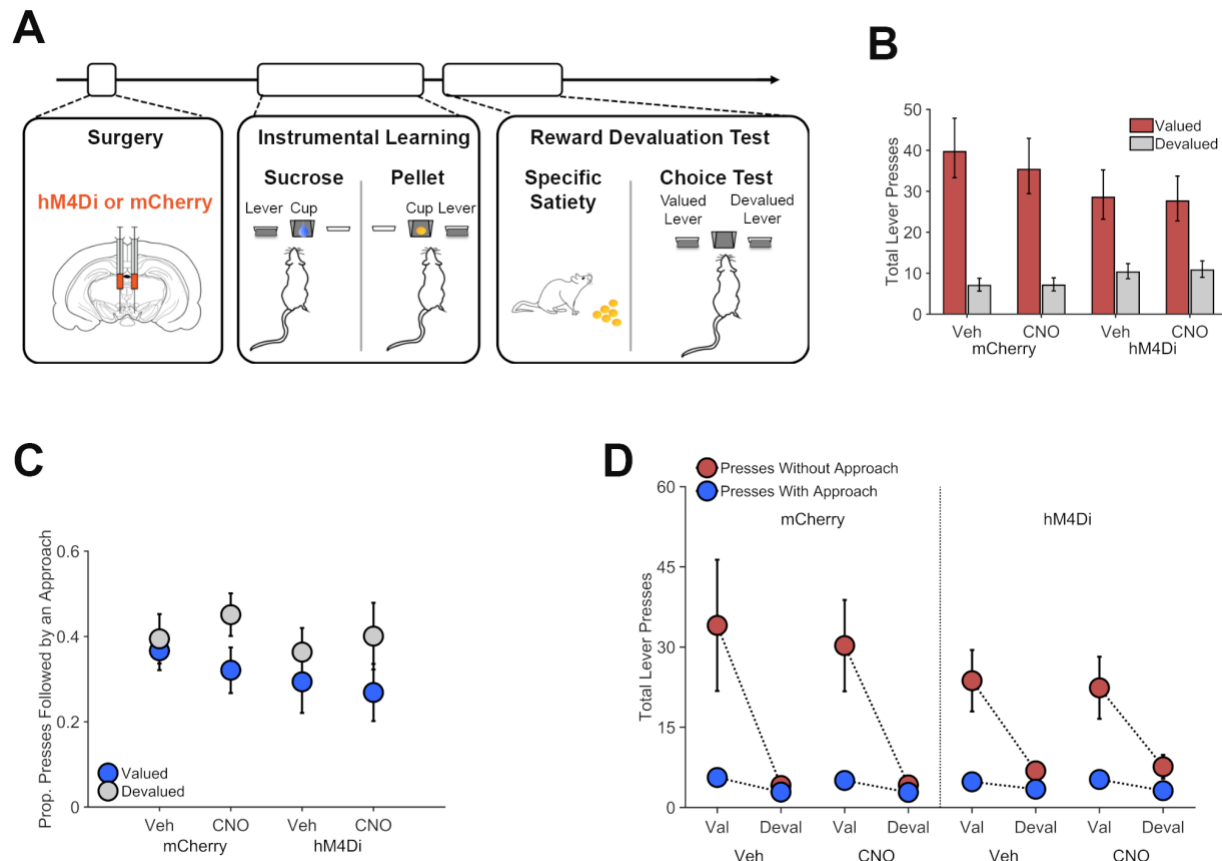 A
Surgery
hM4Di or mCherry
Instrumental Learning
Sucrose
Pellet
Lever Cup
Cup Lever
Reward Devaluation Test
Specific
Satiety
Choice Test
Valued
Lever
Devalued
Lever
B
Total Lever Presses
50
40
30
20
10
0
Valued
Devalued
Veh CNO Veh CNO
mCherry hM4Di
C
Prop. Presses Followed by an Approach
0.6
0.4
0.2
0
Valued
Devalued
Veh CNO Veh CNO
mCherry hM4Di
D
Presses Without Approach
Presses With Approach
Total Lever Presses
60
45
30
15
0
mCherry hM4Di
Val Deval Val Deval Val Deval Val Deval
Veh CNO Veh CNO